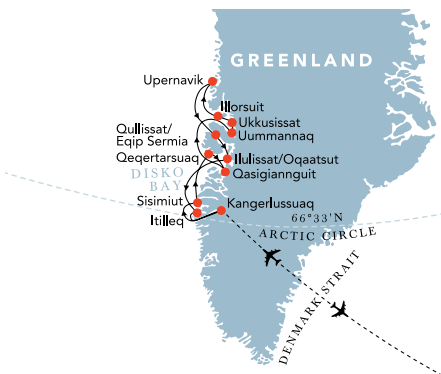 GREENLAND
Upernavik
Illorsuit
Ukkusissat
Uummannaq
Qullissat/
Eqip Sermia
Qeqertarsuaq
Ilulissat/Oqaatsut
Qasigiannguit
DISKO
BAY
Sisimiut
Itilleq
Kangerlussuaq
66°33'N
ARCTIC CIRCLE
DENMARK STRAIT